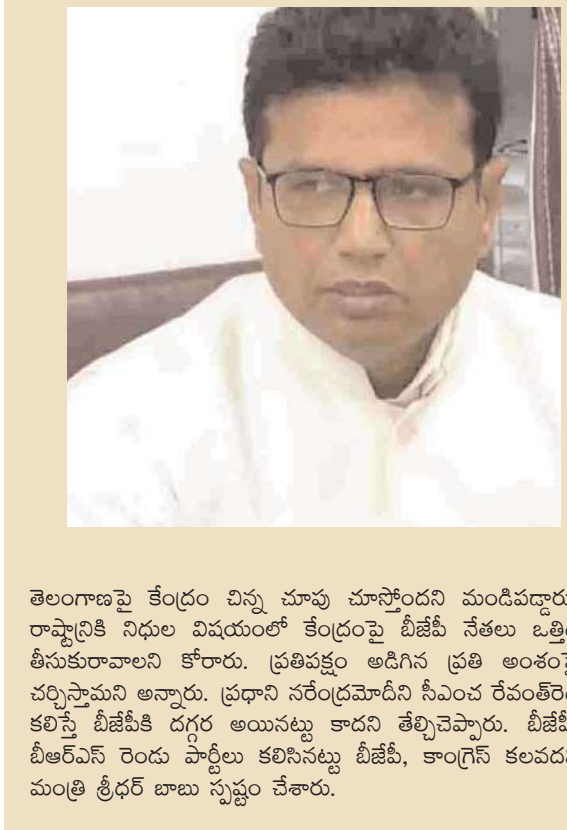 తెలంగాణపై కేంద్రం చిన్న చూపు చూస్తోందని మండిపడ్డారు
రాష్ట్రానికి నిధుల విషయంలో కేంద్రంపై బీజేపీ నేతలు
తీసుకురావాలని కోరారు. ప్రతిపక్షం అడిగిన ప్రతి
చర్చిస్తామని అన్నారు. ప్రధాని నరేంద్రమోదీని సీఎంచ
కలిస్తే బీజేపీకి దగ్గర అయినట్టు కాదని తేల్చిచెప్పారు.
బీఆర్ఎస్ రెండు పార్టీలు కలిసినట్టు బీజేపీ, కాంగ్రెస్
మంత్రి శ్రీధర్ బాబు స్పష్టం చేశారు.